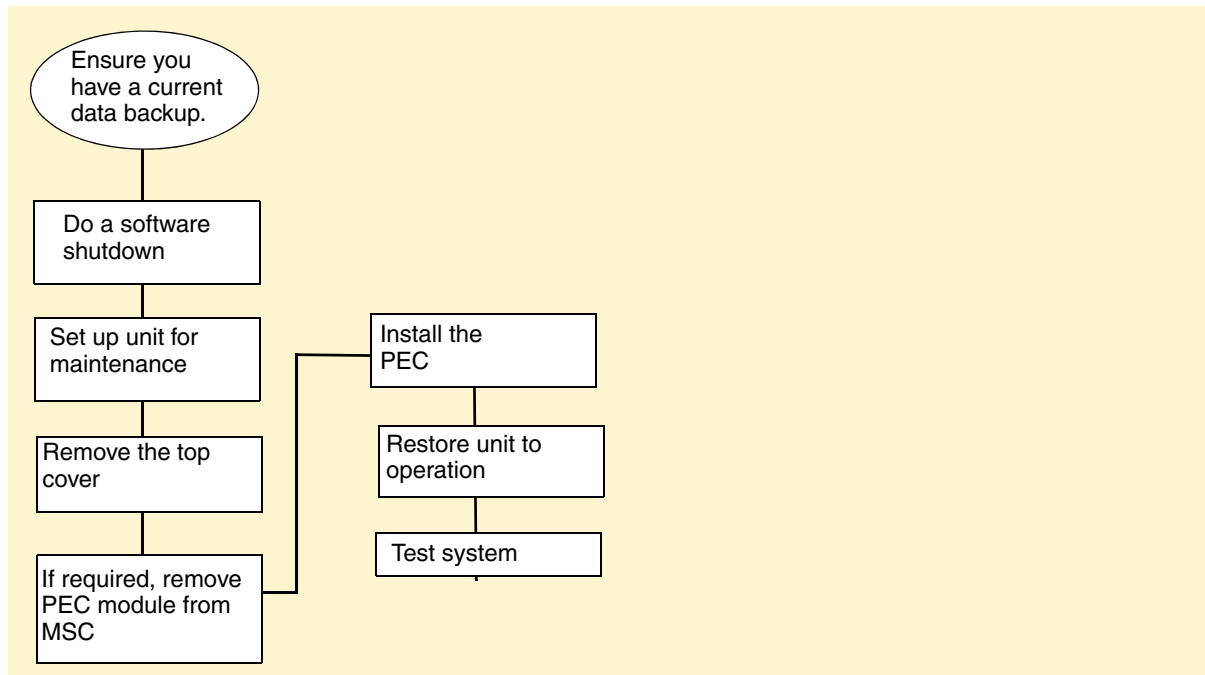 Ensure you
have a current
data backup.
Do a software
shutdown
Set up unit for
maintenance
Remove the top
cover
If required, remove
PEC module from
MSC
Install the
PEC
Restore unit to
operation
Test system